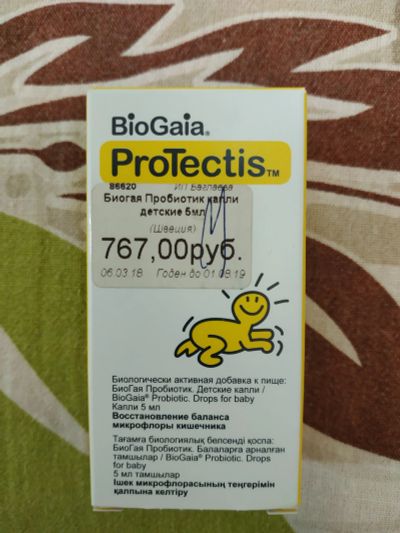 BioGaia®
ProTectis™
86620 ИП Баглаева
Биогая Пробиотик капли
детские 5мл
(Швеция)
767,00руб.
06.03.18 Годен до 01.08.19
Биологически активная добавка к пище:
БиоГая Пробиотик. Детские капли /
BioGaia® Probiotic. Drops for baby
Капли 5 мл
Восстановление баланса
микрофлоры кишечника
Тағамға биологиялық белсенді қоспа:
БиоГая Пробиотик. Балаларға арналған
тамшылар / BioGaia® Probiotic. Drops
for baby
5 мл тамшылар
Ішек микрофлорасының теңгерімін
қалпына келтіру